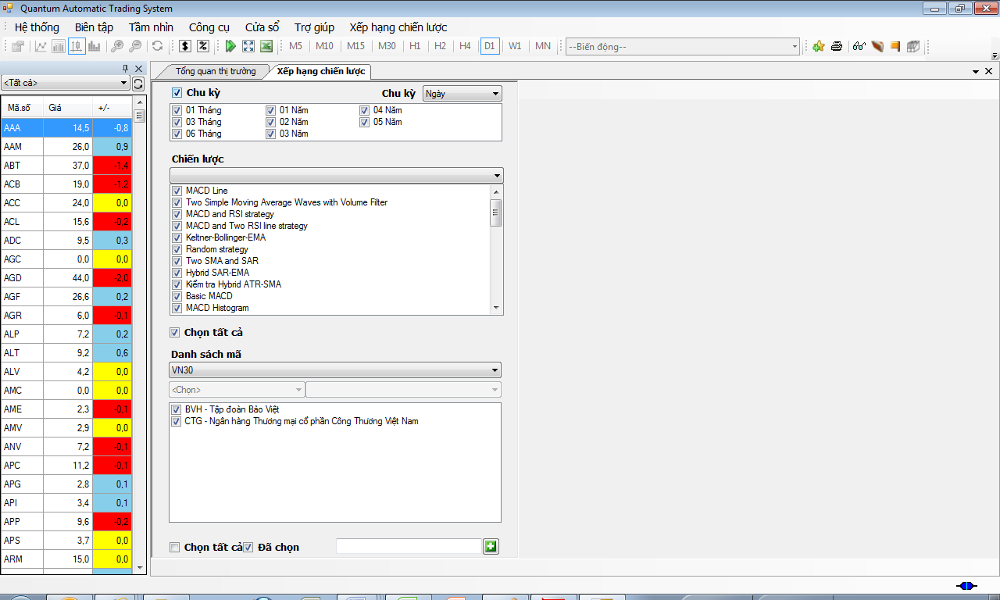 Quantum Automatic Trading System
Hệ thống Biên tập Tầm nhìn Công cụ Cửa sổ Trợ giúp Xếp hạng chiến lược
$ % M5 M10 M15 M30 H1 H2 H4 D1 W1 MN --Biến động--
<Tất cả>
Tổng quan thị trường Xếp hạng chiến lược
Mã số Giá +/-
AAA 14,5 -0,8
AAM 26,0 0,9
ABT 37,0 -1,4
ACB 19,0 -1,2
ACC 24,0 0,0
ACL 15,6 -0,2
ADC 9,5 0,3
AGC 0,0 0,0
AGD 44,0 -2,0
AGF 26,6 0,2
AGR 6,0 -0,1
ALP 7,2 0,2
ALT 9,2 0,6
ALV 4,2 0,0
AMC 0,0 0,0
AME 2,3 -0,1
AMV 2,9 0,0
ANV 7,2 -0,1
APC 11,2 -0,1
APG 2,8 0,1
API 3,4 0,1
APP 9,6 -0,2
APS 3,7 0,0
ARM 15,0 0,0
Chu kỳ Chu kỳ Ngày
01 Tháng 01 Năm 04 Năm
03 Tháng 02 Năm 05 Năm
06 Tháng 03 Năm
Chiến lược
MACD Line
Two Simple Moving Average Waves with Volume Filter
MACD and RSI strategy
MACD and Two RSI line strategy
Keltner-Bollinger-EMA
Random strategy
Two SMA and SAR
Hybrid SAR-EMA
Kiểm tra Hybrid ATR-SMA
Basic MACD
MACD Histogram
Chọn tất cả
Danh sách mã
VN30
<Chọn>
BVH - Tập đoàn Bảo Việt
CTG - Ngân hàng Thương mại cổ phần Công Thương Việt Nam
Chọn tất cả Đã chọn